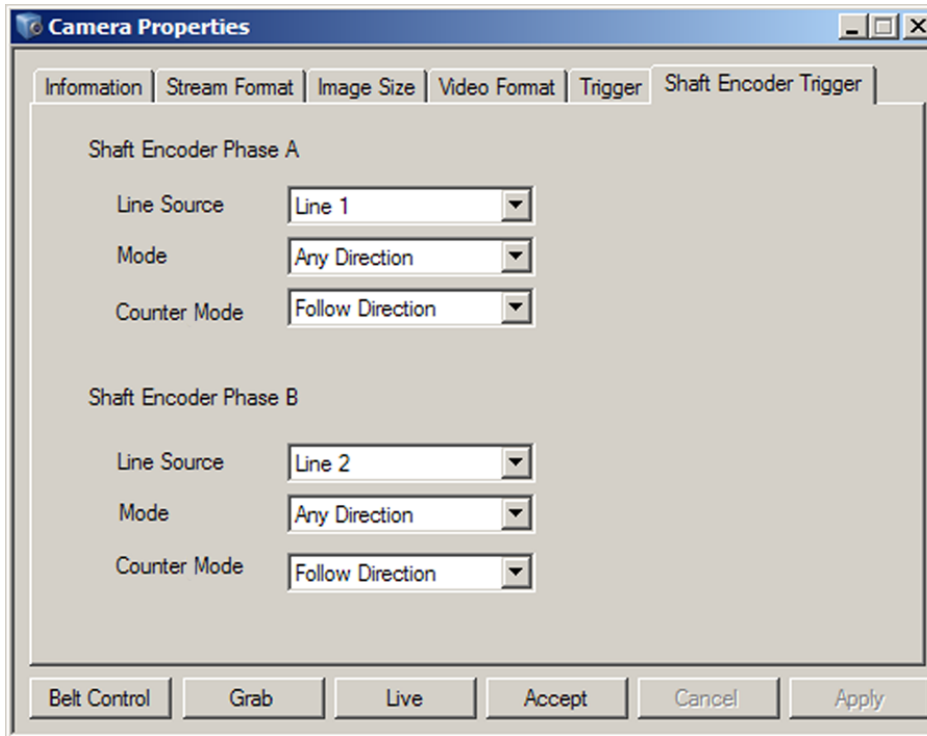 Camera Properties
Information Stream Format Image Size Video Format Trigger Shaft Encoder Trigger
Shaft Encoder Phase A
Line Source Line 1
Mode Any Direction
Counter Mode Follow Direction
Shaft Encoder Phase B
Line Source Line 2
Mode Any Direction
Counter Mode Follow Direction
Belt Control Grab Live Accept Cancel Apply